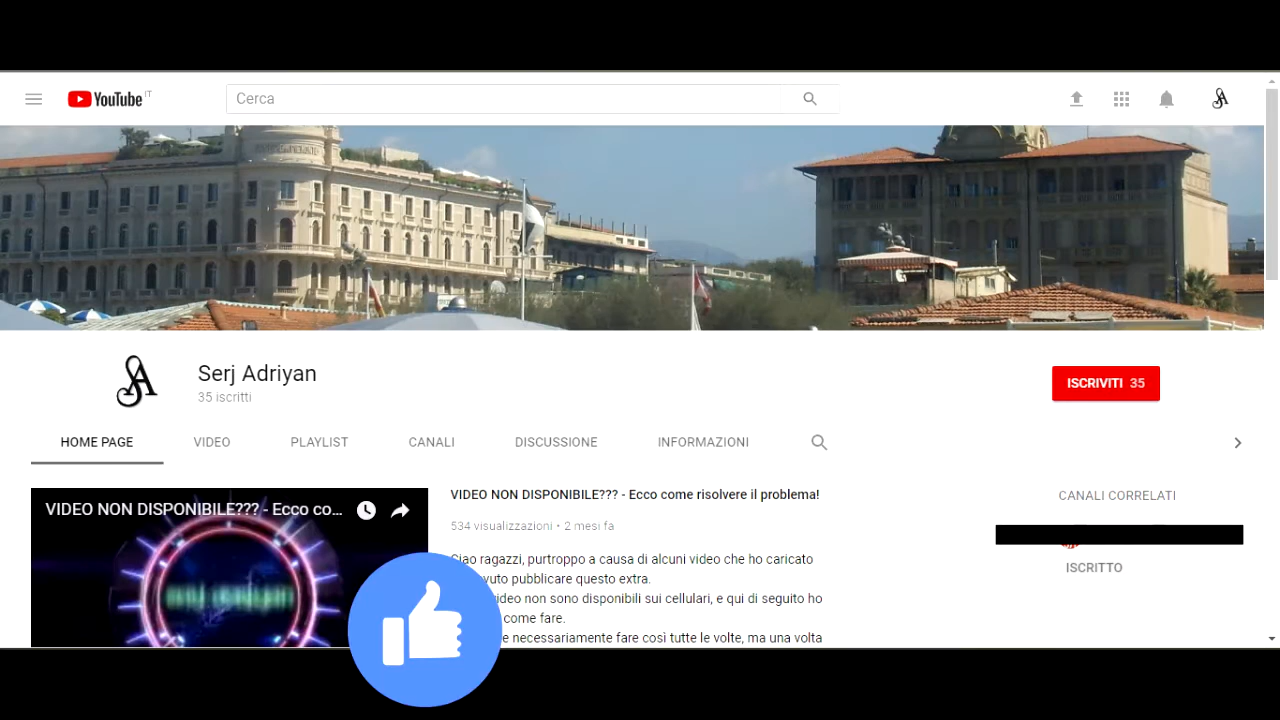 YouTube IT
Cerca
Serj Adriyan
35 iscritti
ISCRIVITI 35
HOME PAGE
VIDEO
PLAYLIST
CANALI
DISCUSSIONE
INFORMAZIONI
VIDEO NON DISPONIBILE??? - Ecco co...
VIDEO NON DISPONIBILE??? - Ecco come risolvere il problema!
534 visualizzazioni • 2 mesi fa
Ciao ragazzi, purtroppo a causa di alcuni video che ho caricato
pubblicare questo extra.
non sono disponibili sui cellulari, e qui di seguito ho
come fare.
necessariamente fare così tutte le volte, ma una volta
CANALI CORRELATI
ISCRITTO